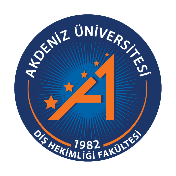 AKDENİZ ÜNİVERSİTESİ
1982
DİŞ HEKİMLİĞİ FAKÜLTESİ